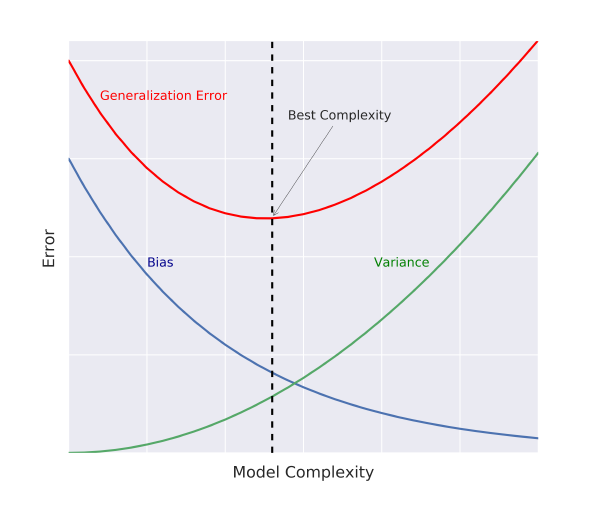 Generalization Error
Best Complexity
Error
Bias
Variance
Model Complexity